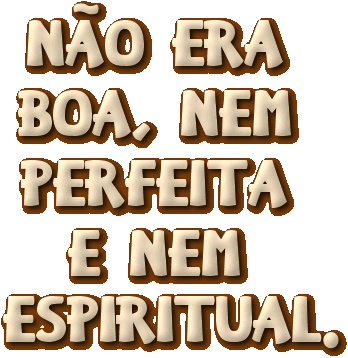 NÃO ERA
BOA, NEM
PERFEITA
E NEM
ESPIRITUAL.